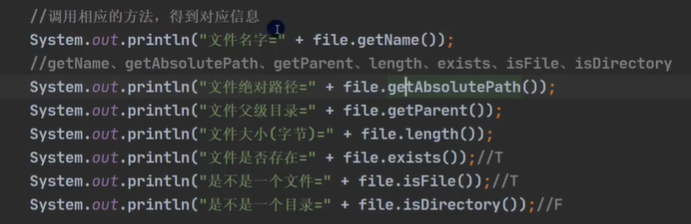 //调用相应的方法，得到对应信息
System.out.println("文件名字=" + file.getName());
//getName、getAbsolutePath、getParent、length、exists、isFile、isDirectory
System.out.println("文件绝对路径=" + file.getAbsolutePath());
System.out.println("文件父级目录=" + file.getParent());
System.out.println("文件大小(字节)=" + file.length());
System.out.println("文件是否存在=" + file.exists());//T
System.out.println("是不是一个文件=" + file.isFile());//T
System.out.println("是不是一个目录=" + file.isDirectory());//F